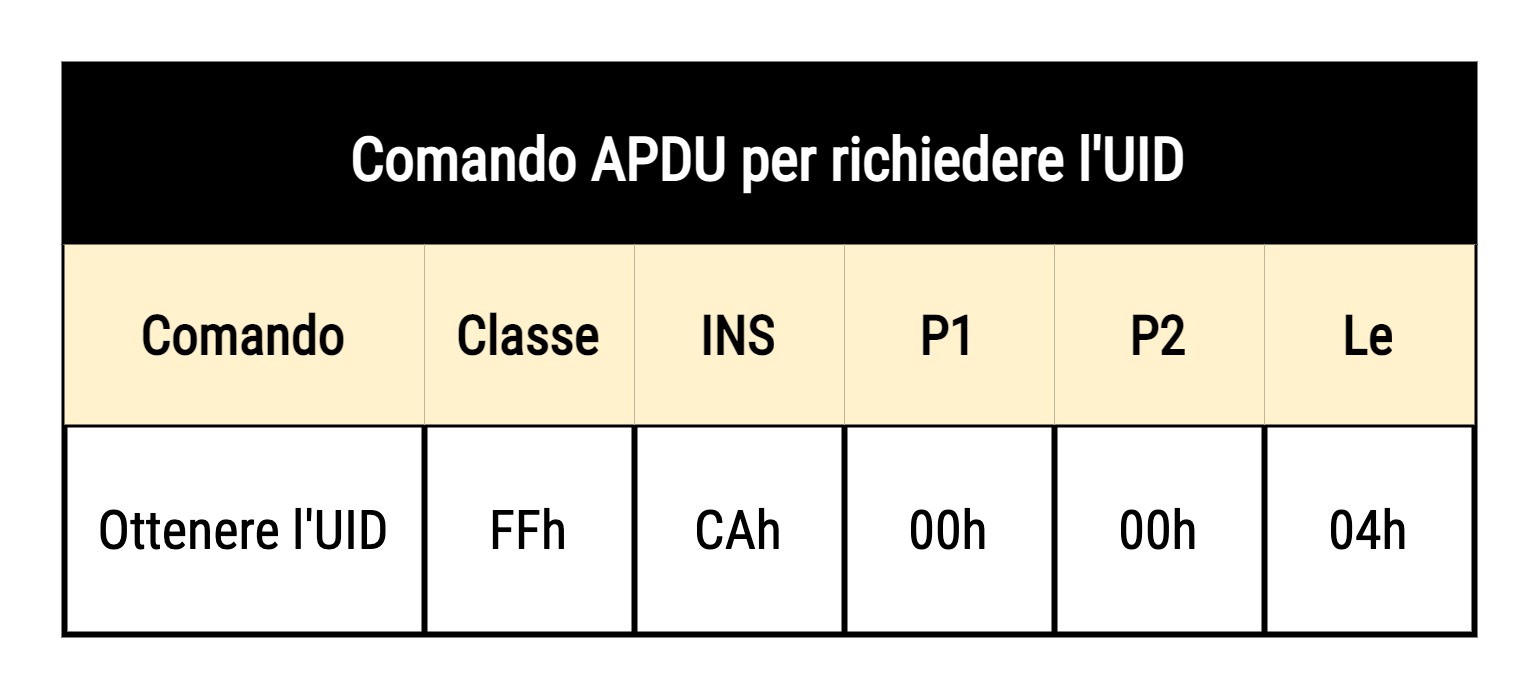 Comando APDU per richiedere l'UID
Comando Classe INS P1 P2 Le
Ottenere l'UID FFh CAh 00h 00h 04h